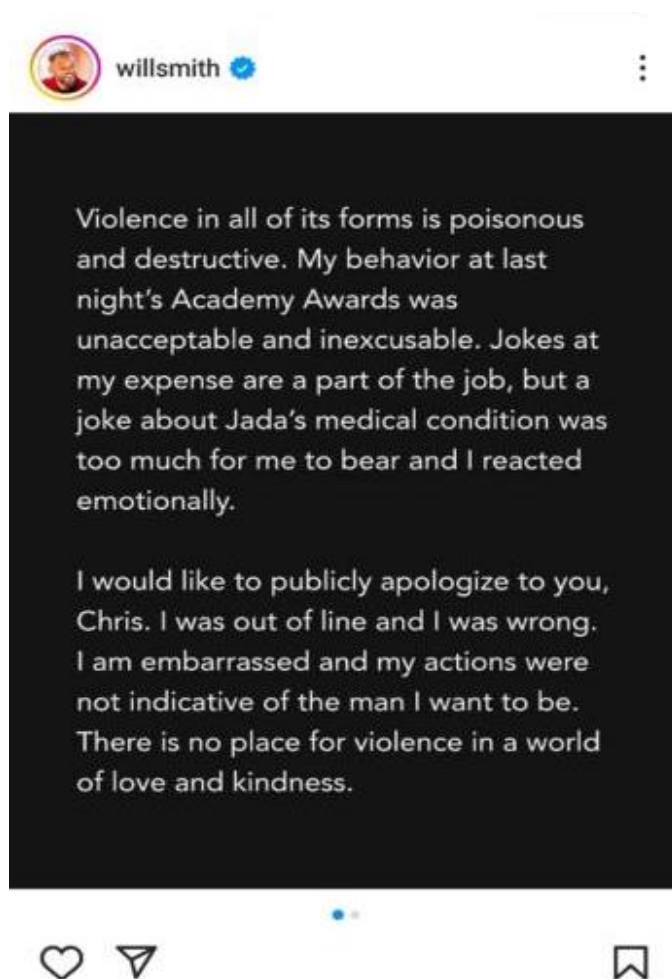 willsmith
Violence in all of its forms is poisonous
and destructive. My behavior at last
night’s Academy Awards was
unacceptable and inexcusable. Jokes at
my expense are a part of the job, but a
joke about Jada’s medical condition was
too much for me to bear and I reacted
emotionally.
I would like to publicly apologize to you,
Chris. I was out of line and I was wrong.
I am embarrassed and my actions were
not indicative of the man I want to be.
There is no place for violence in a world
of love and kindness.